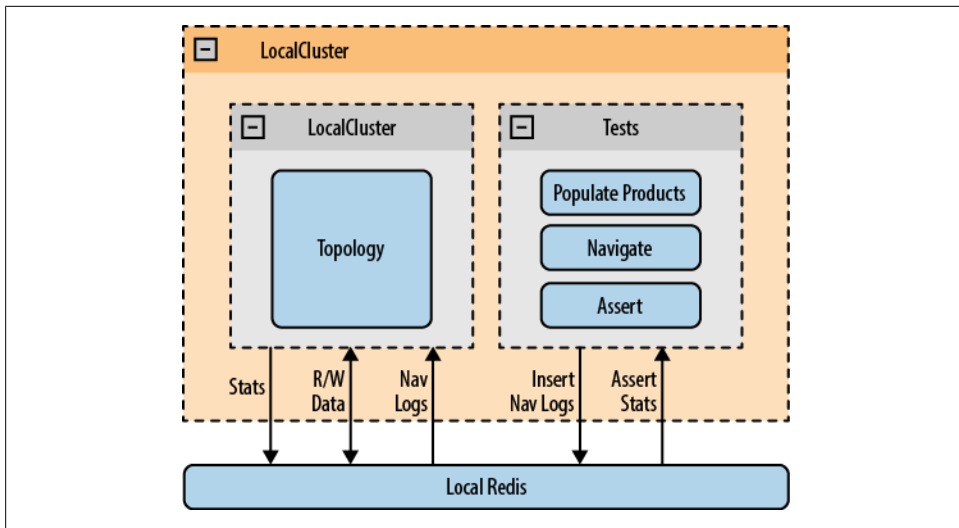 LocalCluster
LocalCluster
Tests
Topology
Populate Products
Navigate
Assert
Stats
R/W
Data
Nav
Logs
Insert
Nav Logs
Assert
Stats
Local Redis